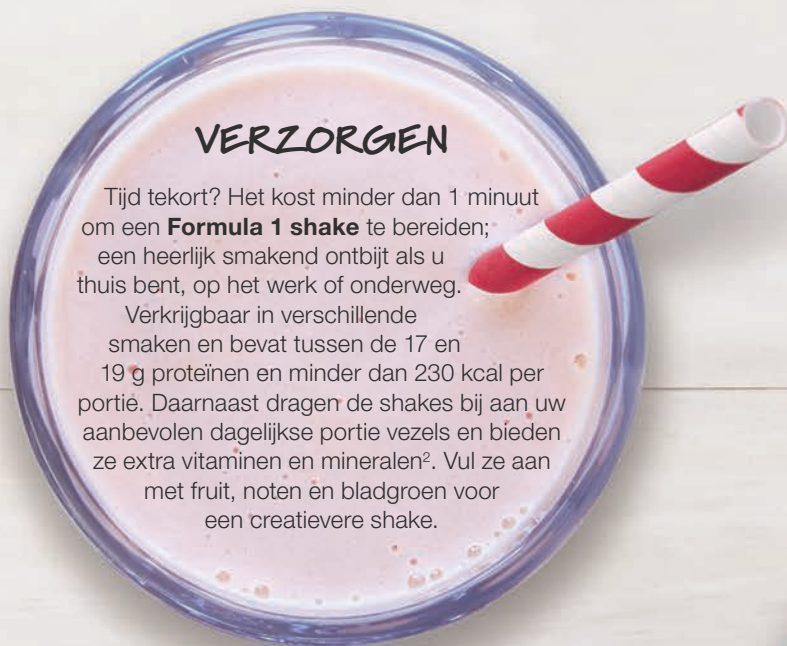 VERZORGEN
Tijd tekort? Het kost minder dan 1 minuut
om een Formula 1 shake te bereiden;
een heerlijk smakend ontbijt als u
thuis bent, op het werk of onderweg.
Verkrijgbaar in verschillende
smaken en bevat tussen de 17 en
19 g proteïnen en minder dan 230 kcal per
portie. Daarnaast dragen de shakes bij aan uw
aanbevolen dagelijkse portie vezels en bieden
ze extra vitaminen en mineralen². Vul ze aan
met fruit, noten en bladgroen voor
een creatievere shake.